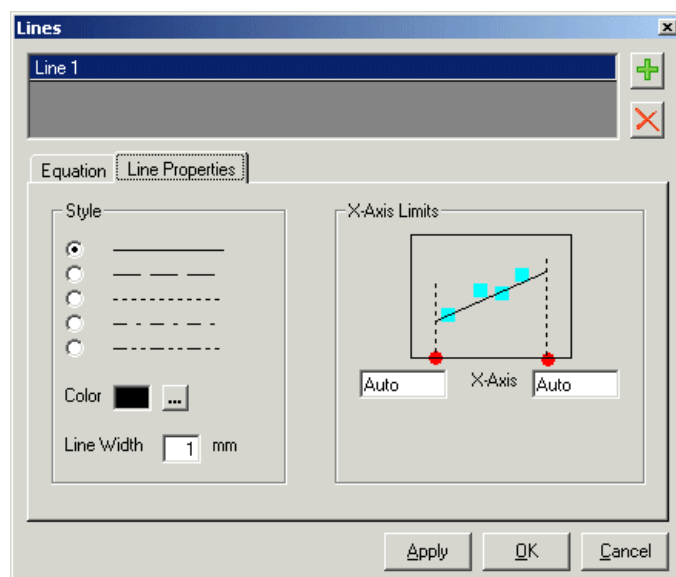 Lines
Line 1
Equation
Line Properties
Style
Color
...
Line Width 1 mm
X-Axis Limits
Auto X-Axis Auto
Apply
OK
Cancel